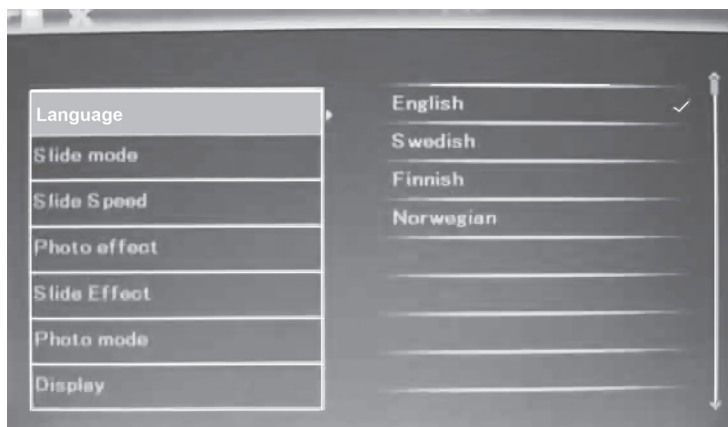 Language
Slide mode
Slide Speed
Photo effect
Slide Effect
Photo mode
Display
English
Swedish
Finnish
Norwegian